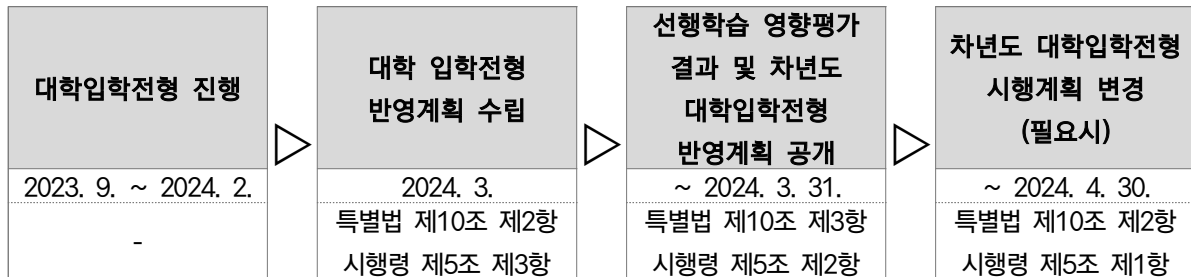 대학입학전형 진행
2023. 9. ~ 2024. 2.
-
대학 입학전형
반영계획 수립
2024. 3.
특별법 제10조 제2항
시행령 제5조 제3항
선행학습 영향평가
결과 및 차년도
대학입학전형
반영계획 공개
~ 2024. 3. 31.
특별법 제10조 제3항
시행령 제5조 제2항
차년도 대학입학전형
시행계획 변경
(필요시)
~ 2024. 4. 30.
특별법 제10조 제2항
시행령 제5조 제1항